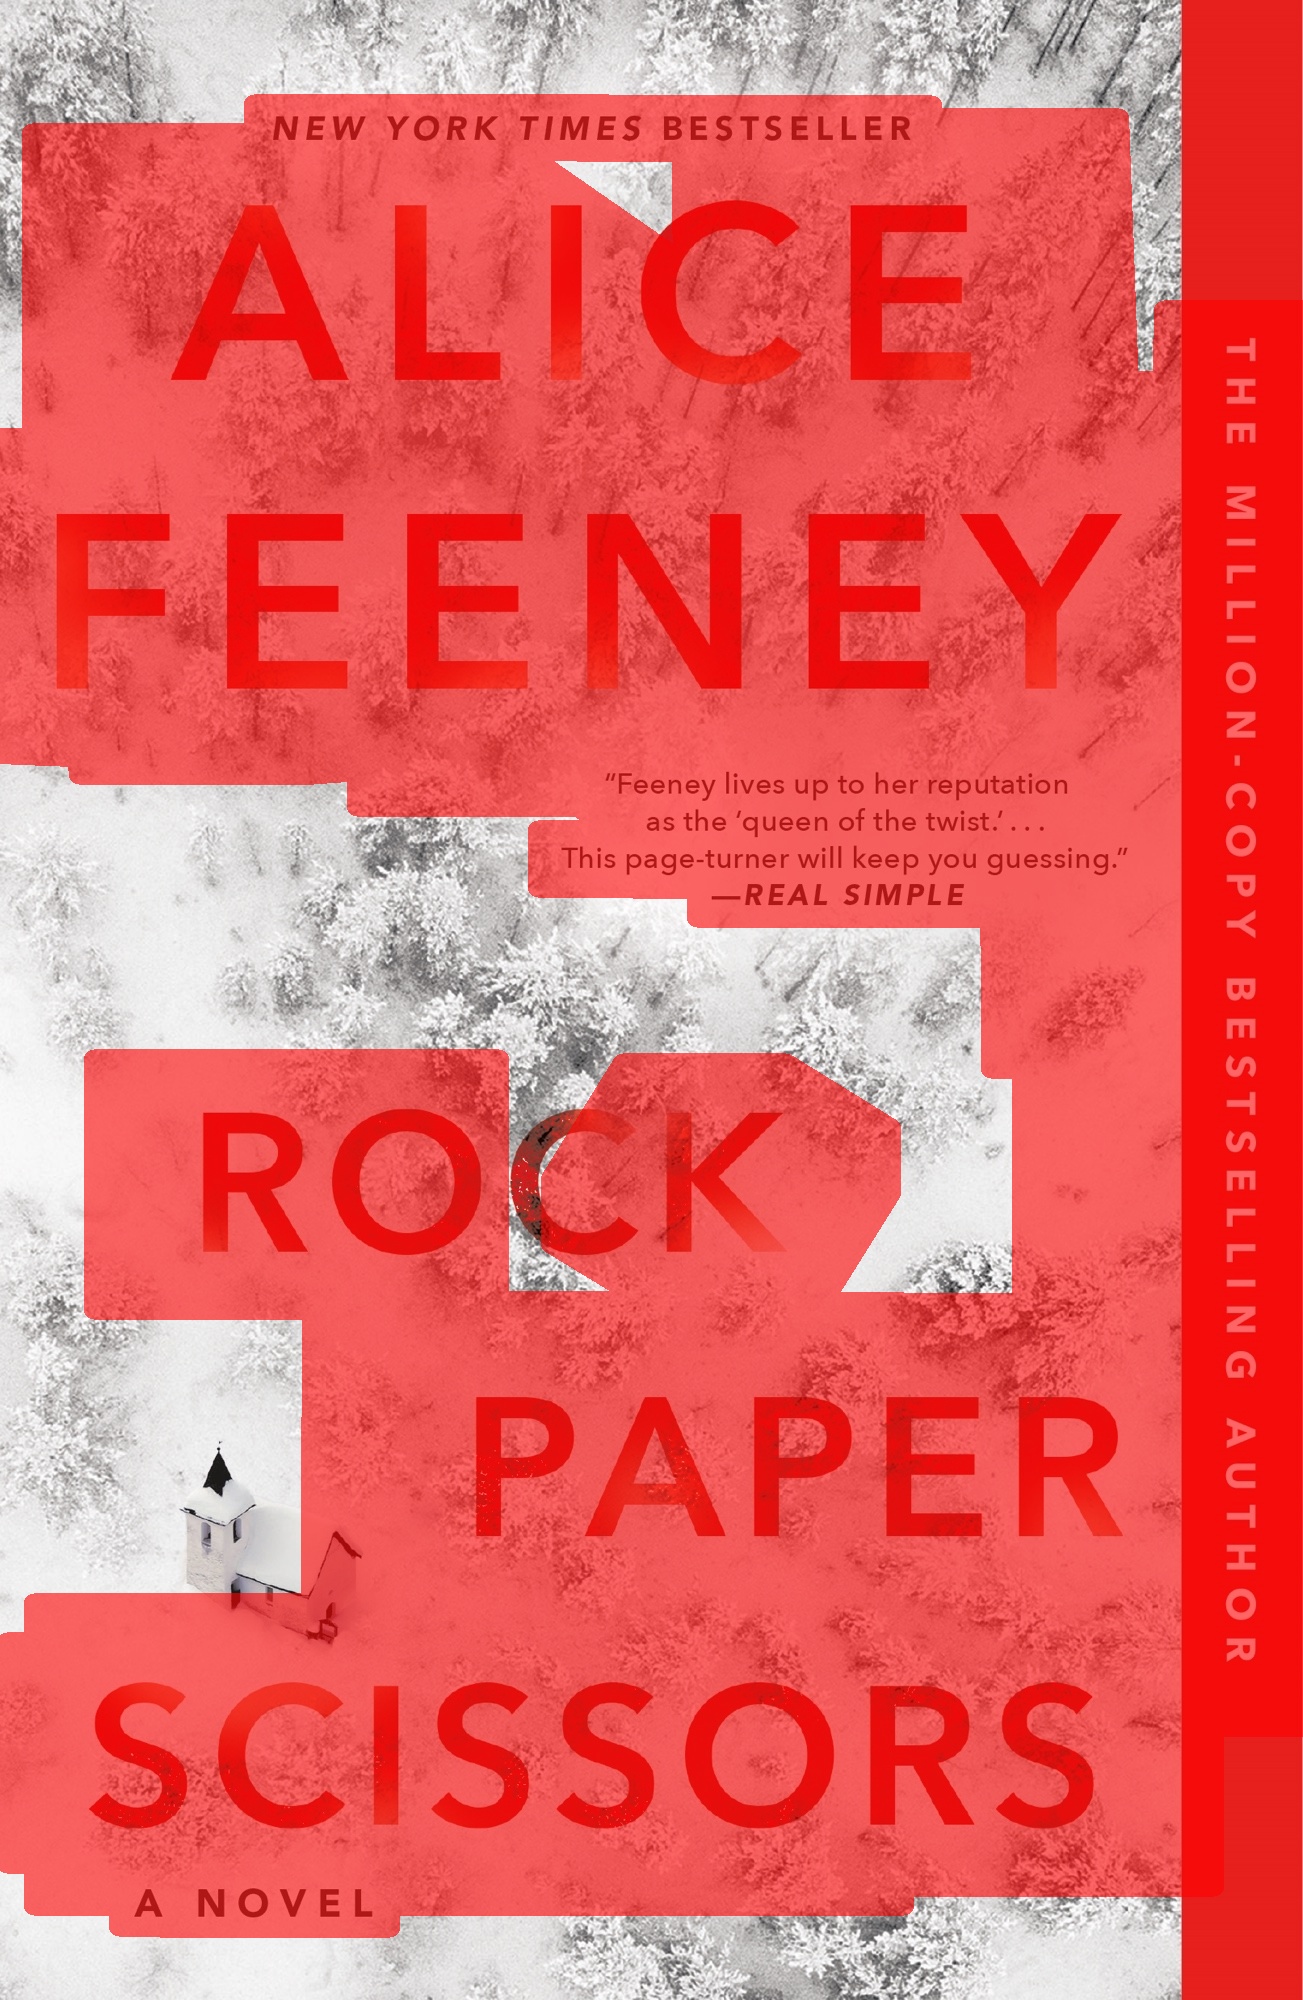 NEW YORK TIMES BESTSELLER
ALICE
FEENEY
“Feeney lives up to her reputation
as the ‘queen of the twist.’ . . .
This page-turner will keep you guessing.”
—REAL SIMPLE
ROCK
PAPER
SCISSORS
A NOVEL
THE MILLION-COPY BESTSELLING AUTHOR